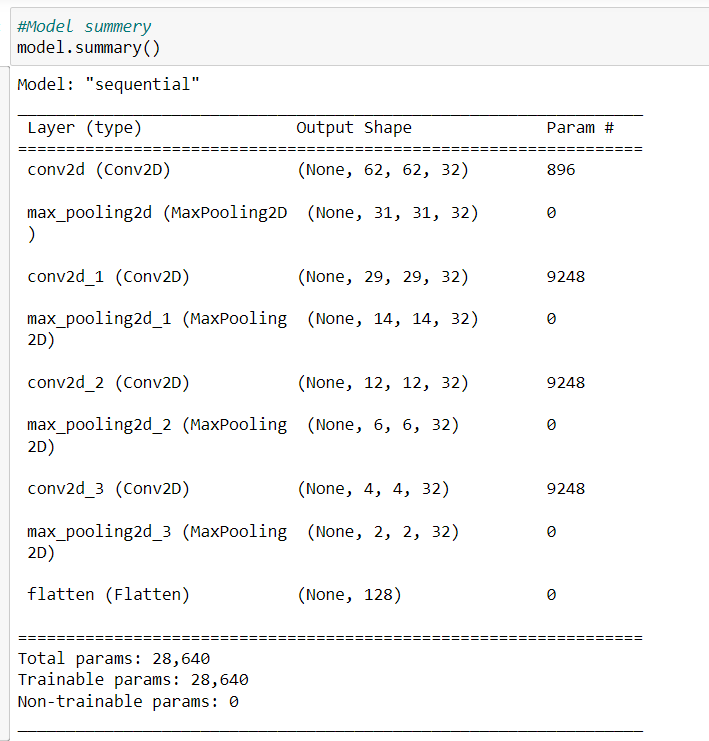 #Model summery
model.summary()
Model: "sequential"
_________________________________________________________________
Layer (type) Output Shape Param #
=================================================================
conv2d (Conv2D) (None, 62, 62, 32) 896
max_pooling2d (MaxPooling2D (None, 31, 31, 32) 0
)
conv2d_1 (Conv2D) (None, 29, 29, 32) 9248
max_pooling2d_1 (MaxPooling (None, 14, 14, 32) 0
2D)
conv2d_2 (Conv2D) (None, 12, 12, 32) 9248
max_pooling2d_2 (MaxPooling (None, 6, 6, 32) 0
2D)
conv2d_3 (Conv2D) (None, 4, 4, 32) 9248
max_pooling2d_3 (MaxPooling (None, 2, 2, 32) 0
2D)
flatten (Flatten) (None, 128) 0
=================================================================
Total params: 28,640
Trainable params: 28,640
Non-trainable params: 0
_________________________________________________________________